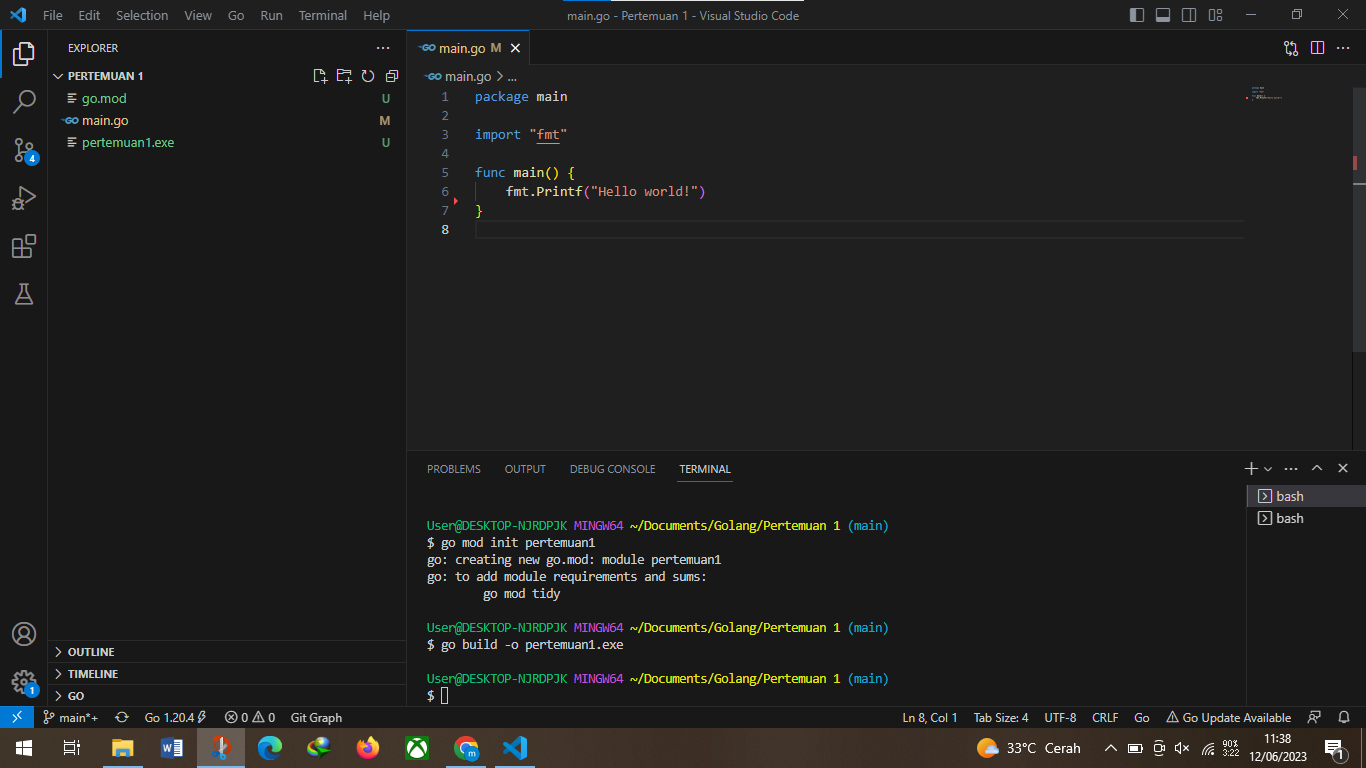 File Edit Selection View Go Run Terminal Help
main.go - Pertemuan 1 - Visual Studio Code
EXPLORER
PERTEMUAN 1
go.mod U
main.go M
pertemuan1.exe U
4
1
OUTLINE
TIMELINE
GO
GO main.go M
GO main.go > ...
1 package main
2
3 import "fmt"
4
5 func main() {
6 fmt.Printf("Hello world!")
7 }
8
PROBLEMS OUTPUT DEBUG CONSOLE TERMINAL
User@DESKTOP-NJRDPJK MINGW64 ~/Documents/Golang/Pertemuan 1 (main)
$ go mod init pertemuan1
go: creating new go.mod: module pertemuan1
go: to add module requirements and sums:
go mod tidy
User@DESKTOP-NJRDPJK MINGW64 ~/Documents/Golang/Pertemuan 1 (main)
$ go build -o pertemuan1.exe
User@DESKTOP-NJRDPJK MINGW64 ~/Documents/Golang/Pertemuan 1 (main)
$
bash
bash
main*+ Go 1.20.4 0 0 Git Graph
Ln 8, Col 1 Tab Size: 4 UTF-8 CRLF Go Go Update Available
33°C Cerah
90%
3:22
11:38
12/06/2023
1